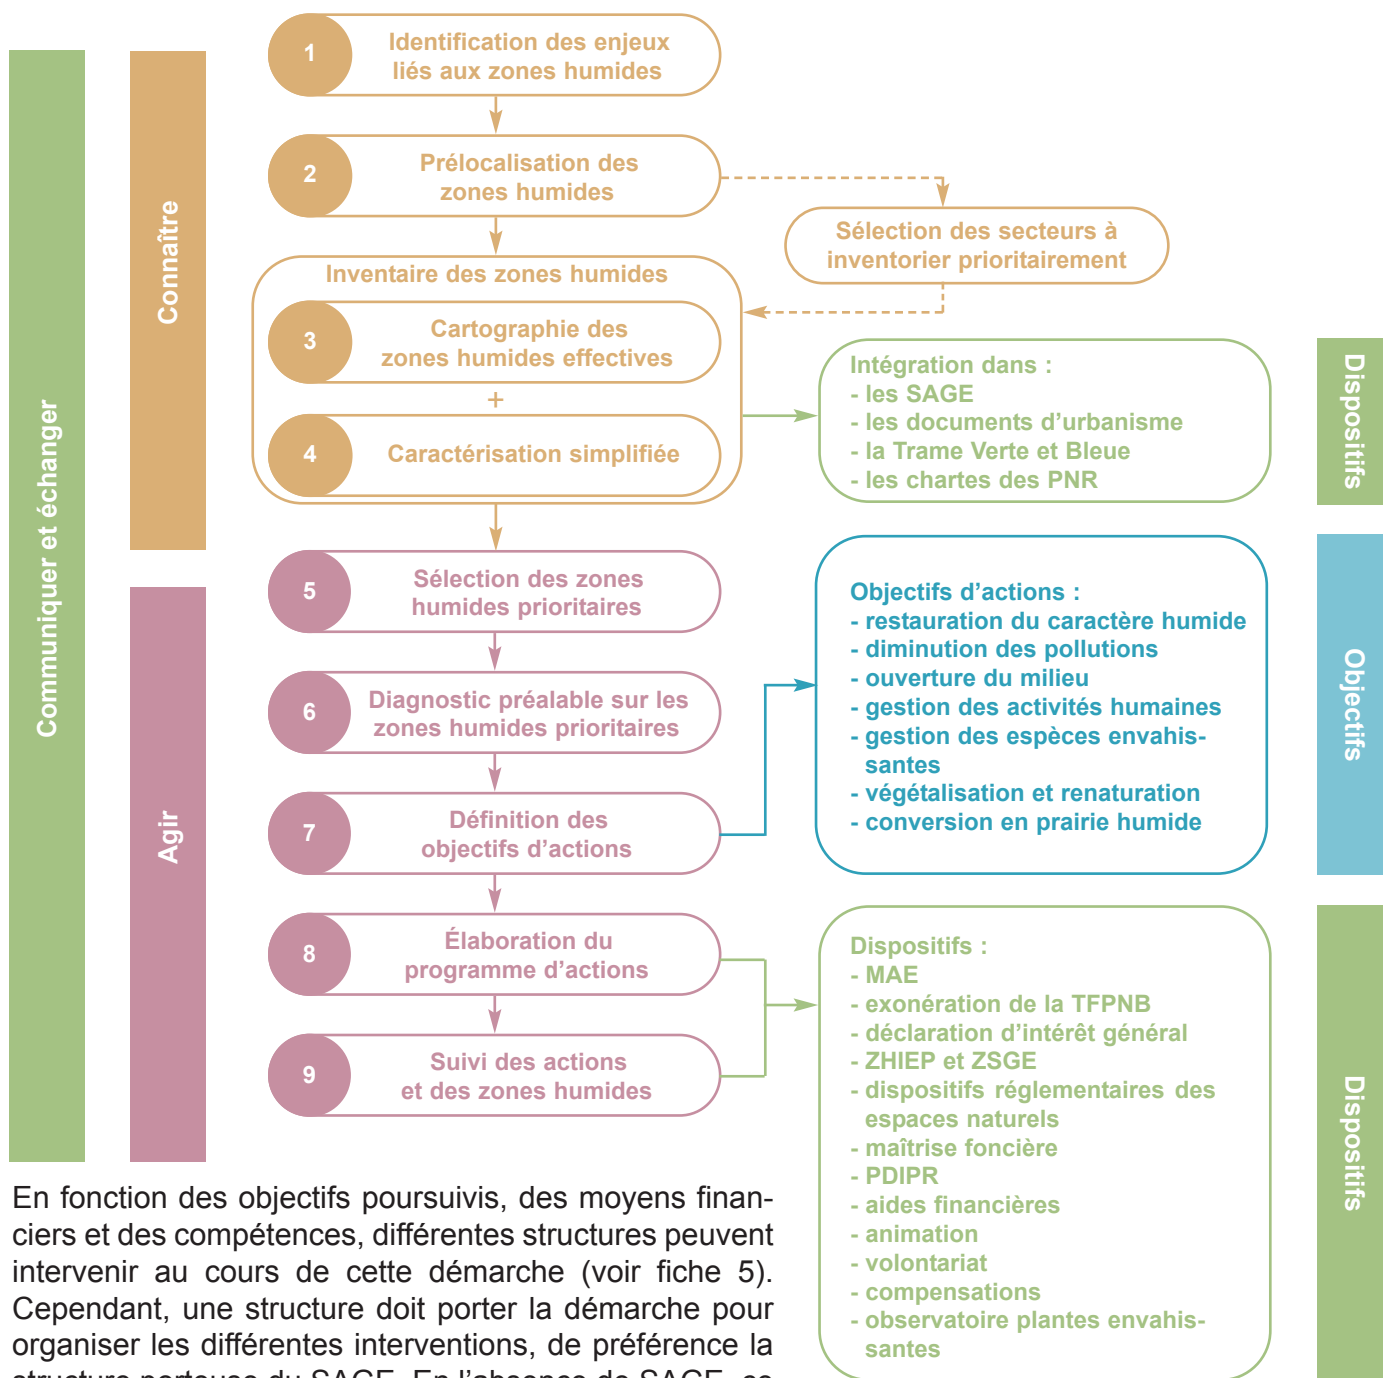 Communiquer et échanger
Connaître
Agir
1
Identification des enjeux
liés aux zones humides
2
Prélocalisation des
zones humides
Sélection des secteurs à
inventorier prioritairement
Inventaire des zones humides
3
Cartographie des
zones humides effectives
+
4
Caractérisation simplifiée
Intégration dans :
- les SAGE
- les documents d’urbanisme
- la Trame Verte et Bleue
- les chartes des PNR
Dispositifs
5
Sélection des zones
humides prioritaires
6
Diagnostic préalable sur les
zones humides prioritaires
7
Définition des
objectifs d’actions
Objectifs d’actions :
- restauration du caractère humide
- diminution des pollutions
- ouverture du milieu
- gestion des activités humaines
- gestion des espèces envahis-
santes
- végétalisation et renaturation
- conversion en prairie humide
Objectifs
8
Élaboration du
programme d’actions
9
Suivi des actions
et des zones humides
Dispositifs :
- MAE
- exonération de la TFPNB
- déclaration d’intérêt général
- ZHIEP et ZSGE
- dispositifs réglementaires des
espaces naturels
- maîtrise foncière
- PDIPR
- aides financières
- animation
- volontariat
- compensations
- observatoire plantes envahis-
santes
Dispositifs
En fonction des objectifs poursuivis, des moyens finan-
ciers et des compétences, différentes structures peuvent
intervenir au cours de cette démarche (voir fiche 5).
Cependant, une structure doit porter la démarche pour
organiser les différentes interventions, de préférence la
structure porteuse du SAGE. En l’absence de SAGE, ce